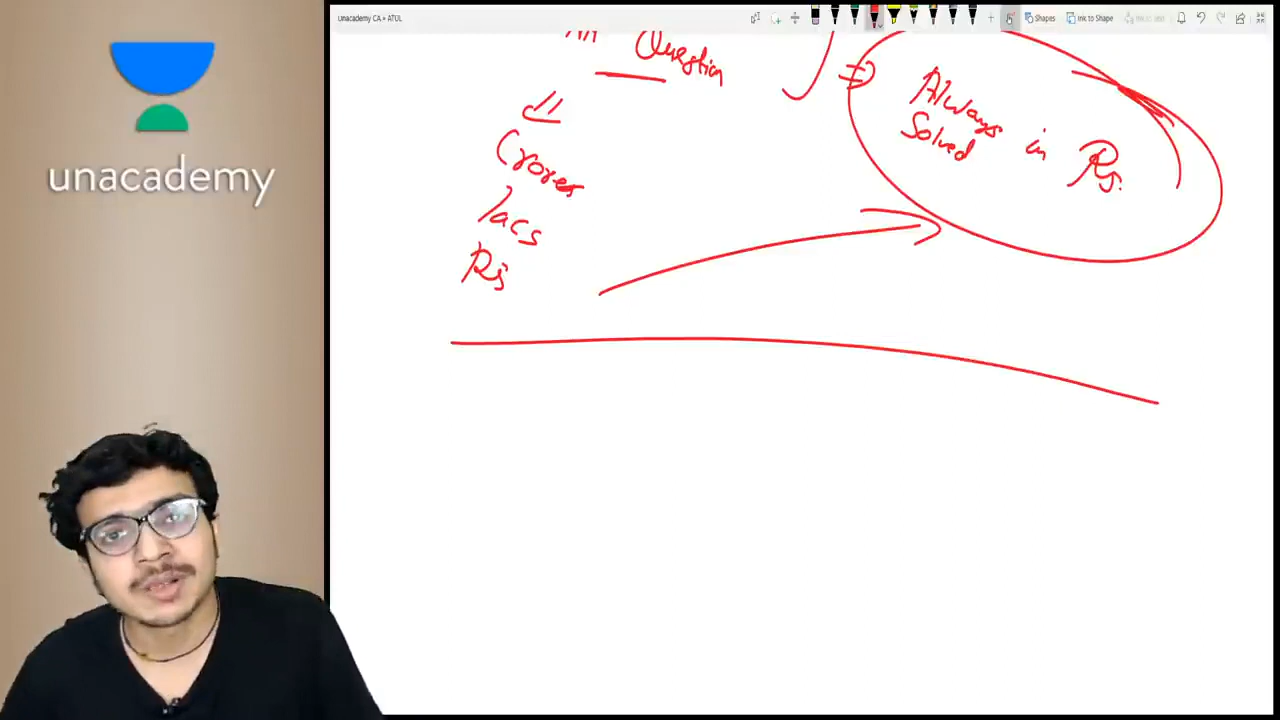 Unacademy CA > ATUL
Shapes
Ink to Shape
unacademy
Question
Crores
lacs
Rs
Always in Rs.
Solved